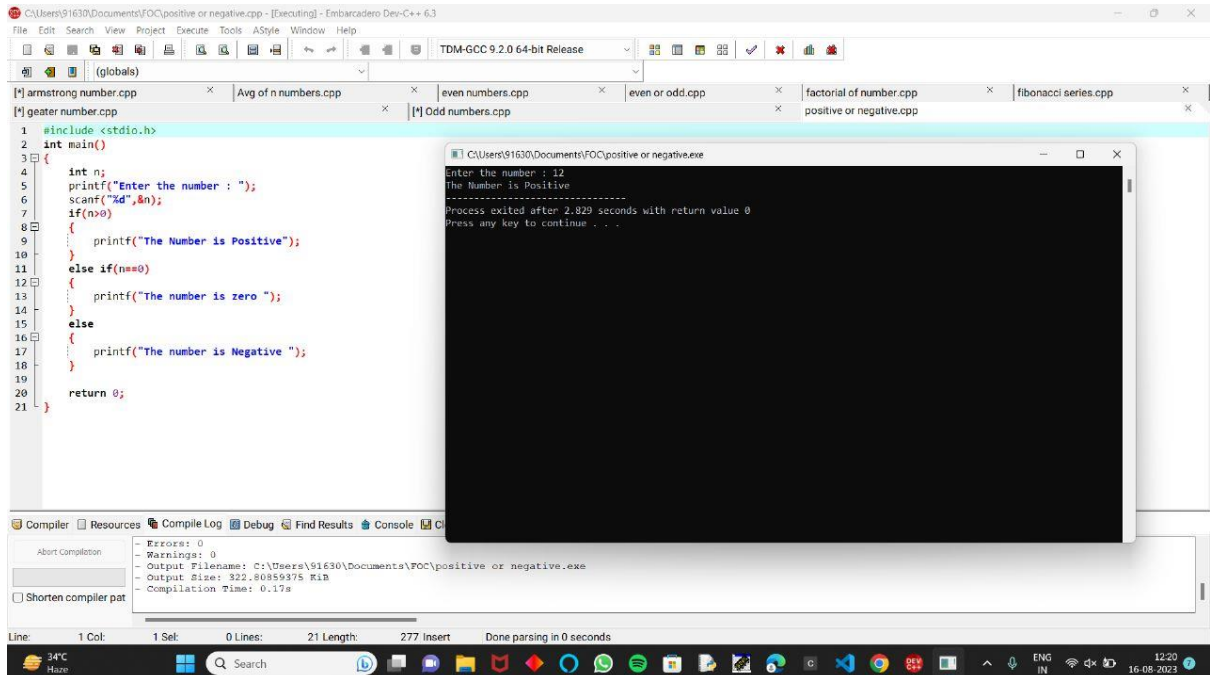 C:\Users\91630\Documents\FOC\positive or negative.cpp - [Executing] - Embarcadero Dev-C++ 6.3
File Edit Search View Project Execute Tools AStyle Window Help
TDM-GCC 9.2.0 64-bit Release
(globals)
[*] armstrong number.cpp Avg of n numbers.cpp even numbers.cpp even or odd.cpp factorial of number.cpp fibonacci series.cpp
[*] geater number.cpp [*] Odd numbers.cpp positive or negative.cpp
1 #include <stdio.h>
2 int main()
3 {
4 int n;
5 printf("Enter the number : ");
6 scanf("%d",&n);
7 if(n>0)
8 {
9 printf("The Number is Positive");
10 }
11 else if(n==0)
12 {
13 printf("The number is zero ");
14 }
15 else
16 {
17 printf("The number is Negative ");
18 }
19
20 return 0;
21 }
C:\Users\91630\Documents\FOC\positive or negative.exe
Enter the number : 12
The Number is Positive
--------------------------------
Process exited after 2.829 seconds with return value 0
Press any key to continue . . .
Compiler Resources Compile Log Debug Find Results Console Cl
Abort Compilation
Shorten compiler pat
- Errors: 0
- Warnings: 0
- Output Filename: C:\Users\91630\Documents\FOC\positive or negative.exe
- Output Size: 322.80859375 KiB
- Compilation Time: 0.17s
Line: 1 Col: 1 Sel: 0 Lines: 21 Length: 277 Insert Done parsing in 0 seconds
34°C
Haze
Search
ENG
IN
12:20
16-08-2023